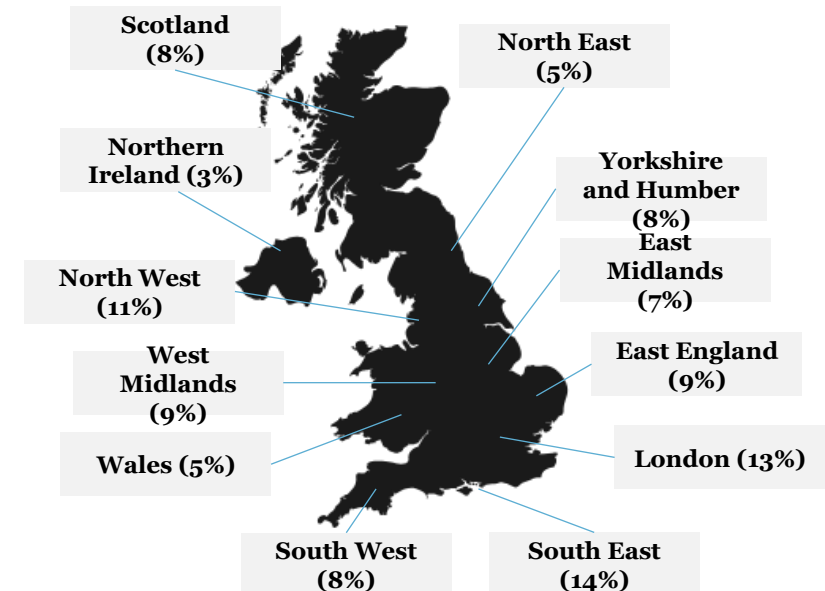 Scotland
(8%)
North East
(5%)
Northern
Ireland (3%)
Yorkshire
and Humber
(8%)
East
Midlands
(7%)
North West
(11%)
West
Midlands
(9%)
East England
(9%)
Wales (5%)
London (13%)
South West
(8%)
South East
(14%)